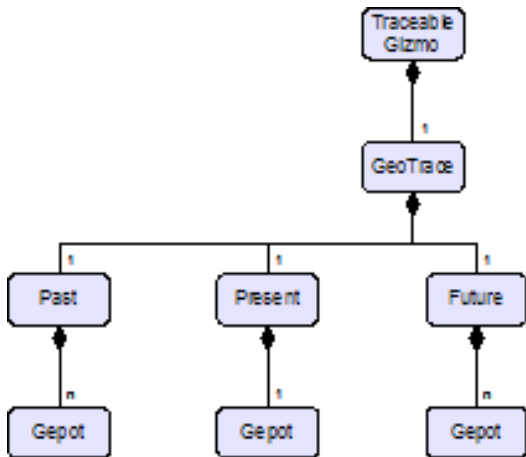 Traceable
Gizmo
1
GeoTrace
1
1
1
Past
Present
Future
n
1
n
Gepot
Gepot
Gepot